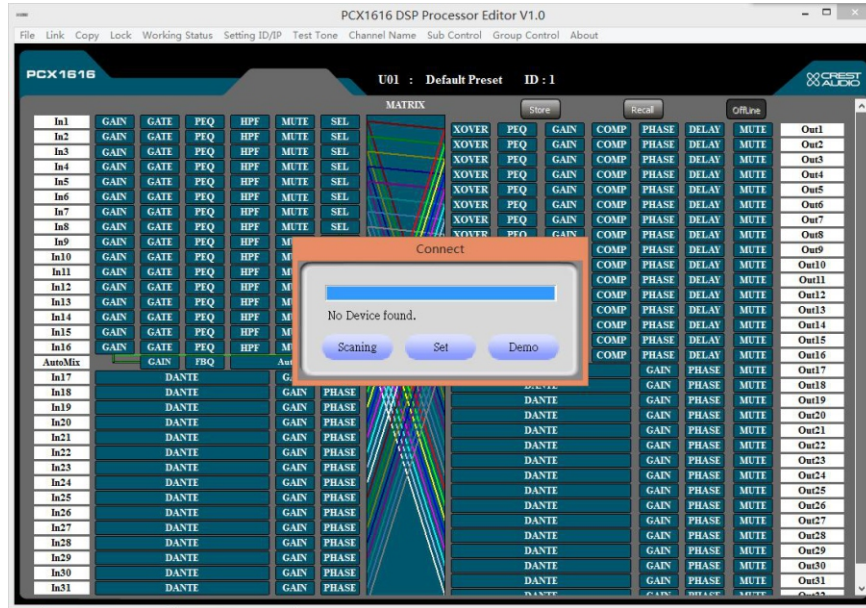 PCX1616 DSP Processor Editor V1.0
File Link Copy Lock Working Status Setting ID/IP Test Tone Channel Name Sub Control Group Control About
PCX1616
U01 : Default Preset ID : 1
CREST AUDIO
MATRIX
Store Recall OffLine
In1 GAIN GATE PEQ HPF MUTE SEL XOVER PEQ GAIN COMP PHASE DELAY MUTE Out1
In2 GAIN GATE PEQ HPF MUTE SEL XOVER PEQ GAIN COMP PHASE DELAY MUTE Out2
In3 GAIN GATE PEQ HPF MUTE SEL XOVER PEQ GAIN COMP PHASE DELAY MUTE Out3
In4 GAIN GATE PEQ HPF MUTE SEL XOVER PEQ GAIN COMP PHASE DELAY MUTE Out4
In5 GAIN GATE PEQ HPF MUTE SEL XOVER PEQ GAIN COMP PHASE DELAY MUTE Out5
In6 GAIN GATE PEQ HPF MUTE SEL XOVER PEQ GAIN COMP PHASE DELAY MUTE Out6
In7 GAIN GATE PEQ HPF MUTE SEL XOVER PEQ GAIN COMP PHASE DELAY MUTE Out7
In8 GAIN GATE PEQ HPF MUTE SEL XOVER PEQ GAIN COMP PHASE DELAY MUTE Out8
In9 GAIN GATE PEQ HPF COMP PHASE DELAY MUTE Out9
In10 GAIN GATE PEQ HPF COMP PHASE DELAY MUTE Out10
In11 GAIN GATE PEQ HPF COMP PHASE DELAY MUTE Out11
In12 GAIN GATE PEQ HPF COMP PHASE DELAY MUTE Out12
In13 GAIN GATE PEQ HPF COMP PHASE DELAY MUTE Out13
In14 GAIN GATE PEQ HPF COMP PHASE DELAY MUTE Out14
In15 GAIN GATE PEQ HPF COMP PHASE DELAY MUTE Out15
In16 GAIN GATE PEQ HPF COMP PHASE DELAY MUTE Out16
AutoMix GAIN FBQ GAIN PHASE MUTE Out17
Connect
No Device found.
Scaning Set Demo
In17 DANTE GAIN PHASE MUTE Out18
In18 DANTE GAIN PHASE DANTE GAIN PHASE MUTE Out19
In19 DANTE GAIN PHASE DANTE GAIN PHASE MUTE Out20
In20 DANTE GAIN PHASE DANTE GAIN PHASE MUTE Out21
In21 DANTE GAIN PHASE DANTE GAIN PHASE MUTE Out22
In22 DANTE GAIN PHASE DANTE GAIN PHASE MUTE Out23
In23 DANTE GAIN PHASE DANTE GAIN PHASE MUTE Out24
In24 DANTE GAIN PHASE DANTE GAIN PHASE MUTE Out25
In25 DANTE GAIN PHASE DANTE GAIN PHASE MUTE Out26
In26 DANTE GAIN PHASE DANTE GAIN PHASE MUTE Out27
In27 DANTE GAIN PHASE DANTE GAIN PHASE MUTE Out28
In28 DANTE GAIN PHASE DANTE GAIN PHASE MUTE Out29
In29 DANTE GAIN PHASE DANTE GAIN PHASE MUTE Out30
In30 DANTE GAIN PHASE DANTE GAIN PHASE MUTE Out31
In31 DANTE GAIN PHASE